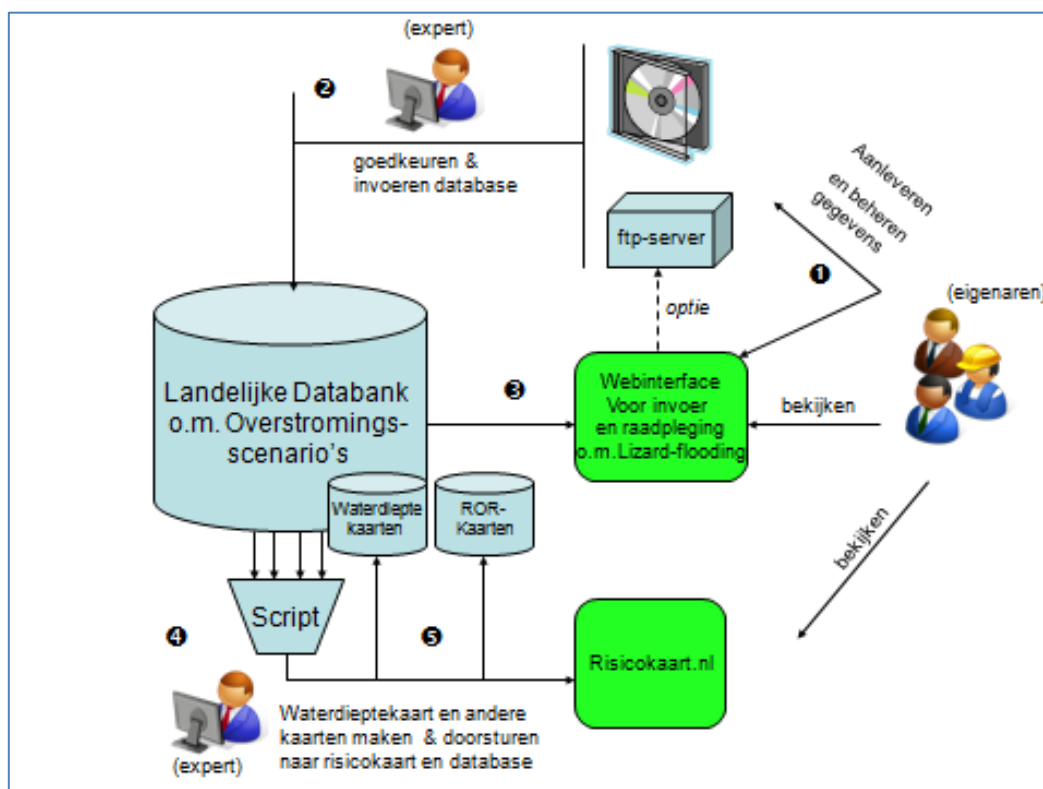 (expert)
❷
goedkeuren &
invoeren database
Aanleveren
en beheren
gegevens
ftp-server
❶
(eigenaren)
optie
Landelijke Databank
o.m. Overstromings-
scenario's
❸
Webinterface
Voor invoer
en raadpleging
o.m.Lizard-flooding
bekijken
Waterdiepte
kaarten
ROR-
Kaarten
bekijken
Script
❹
❺
Risicokaart.nl
(expert)
Waterdieptekaart en andere
kaarten maken & doorsturen
naar risicokaart en database